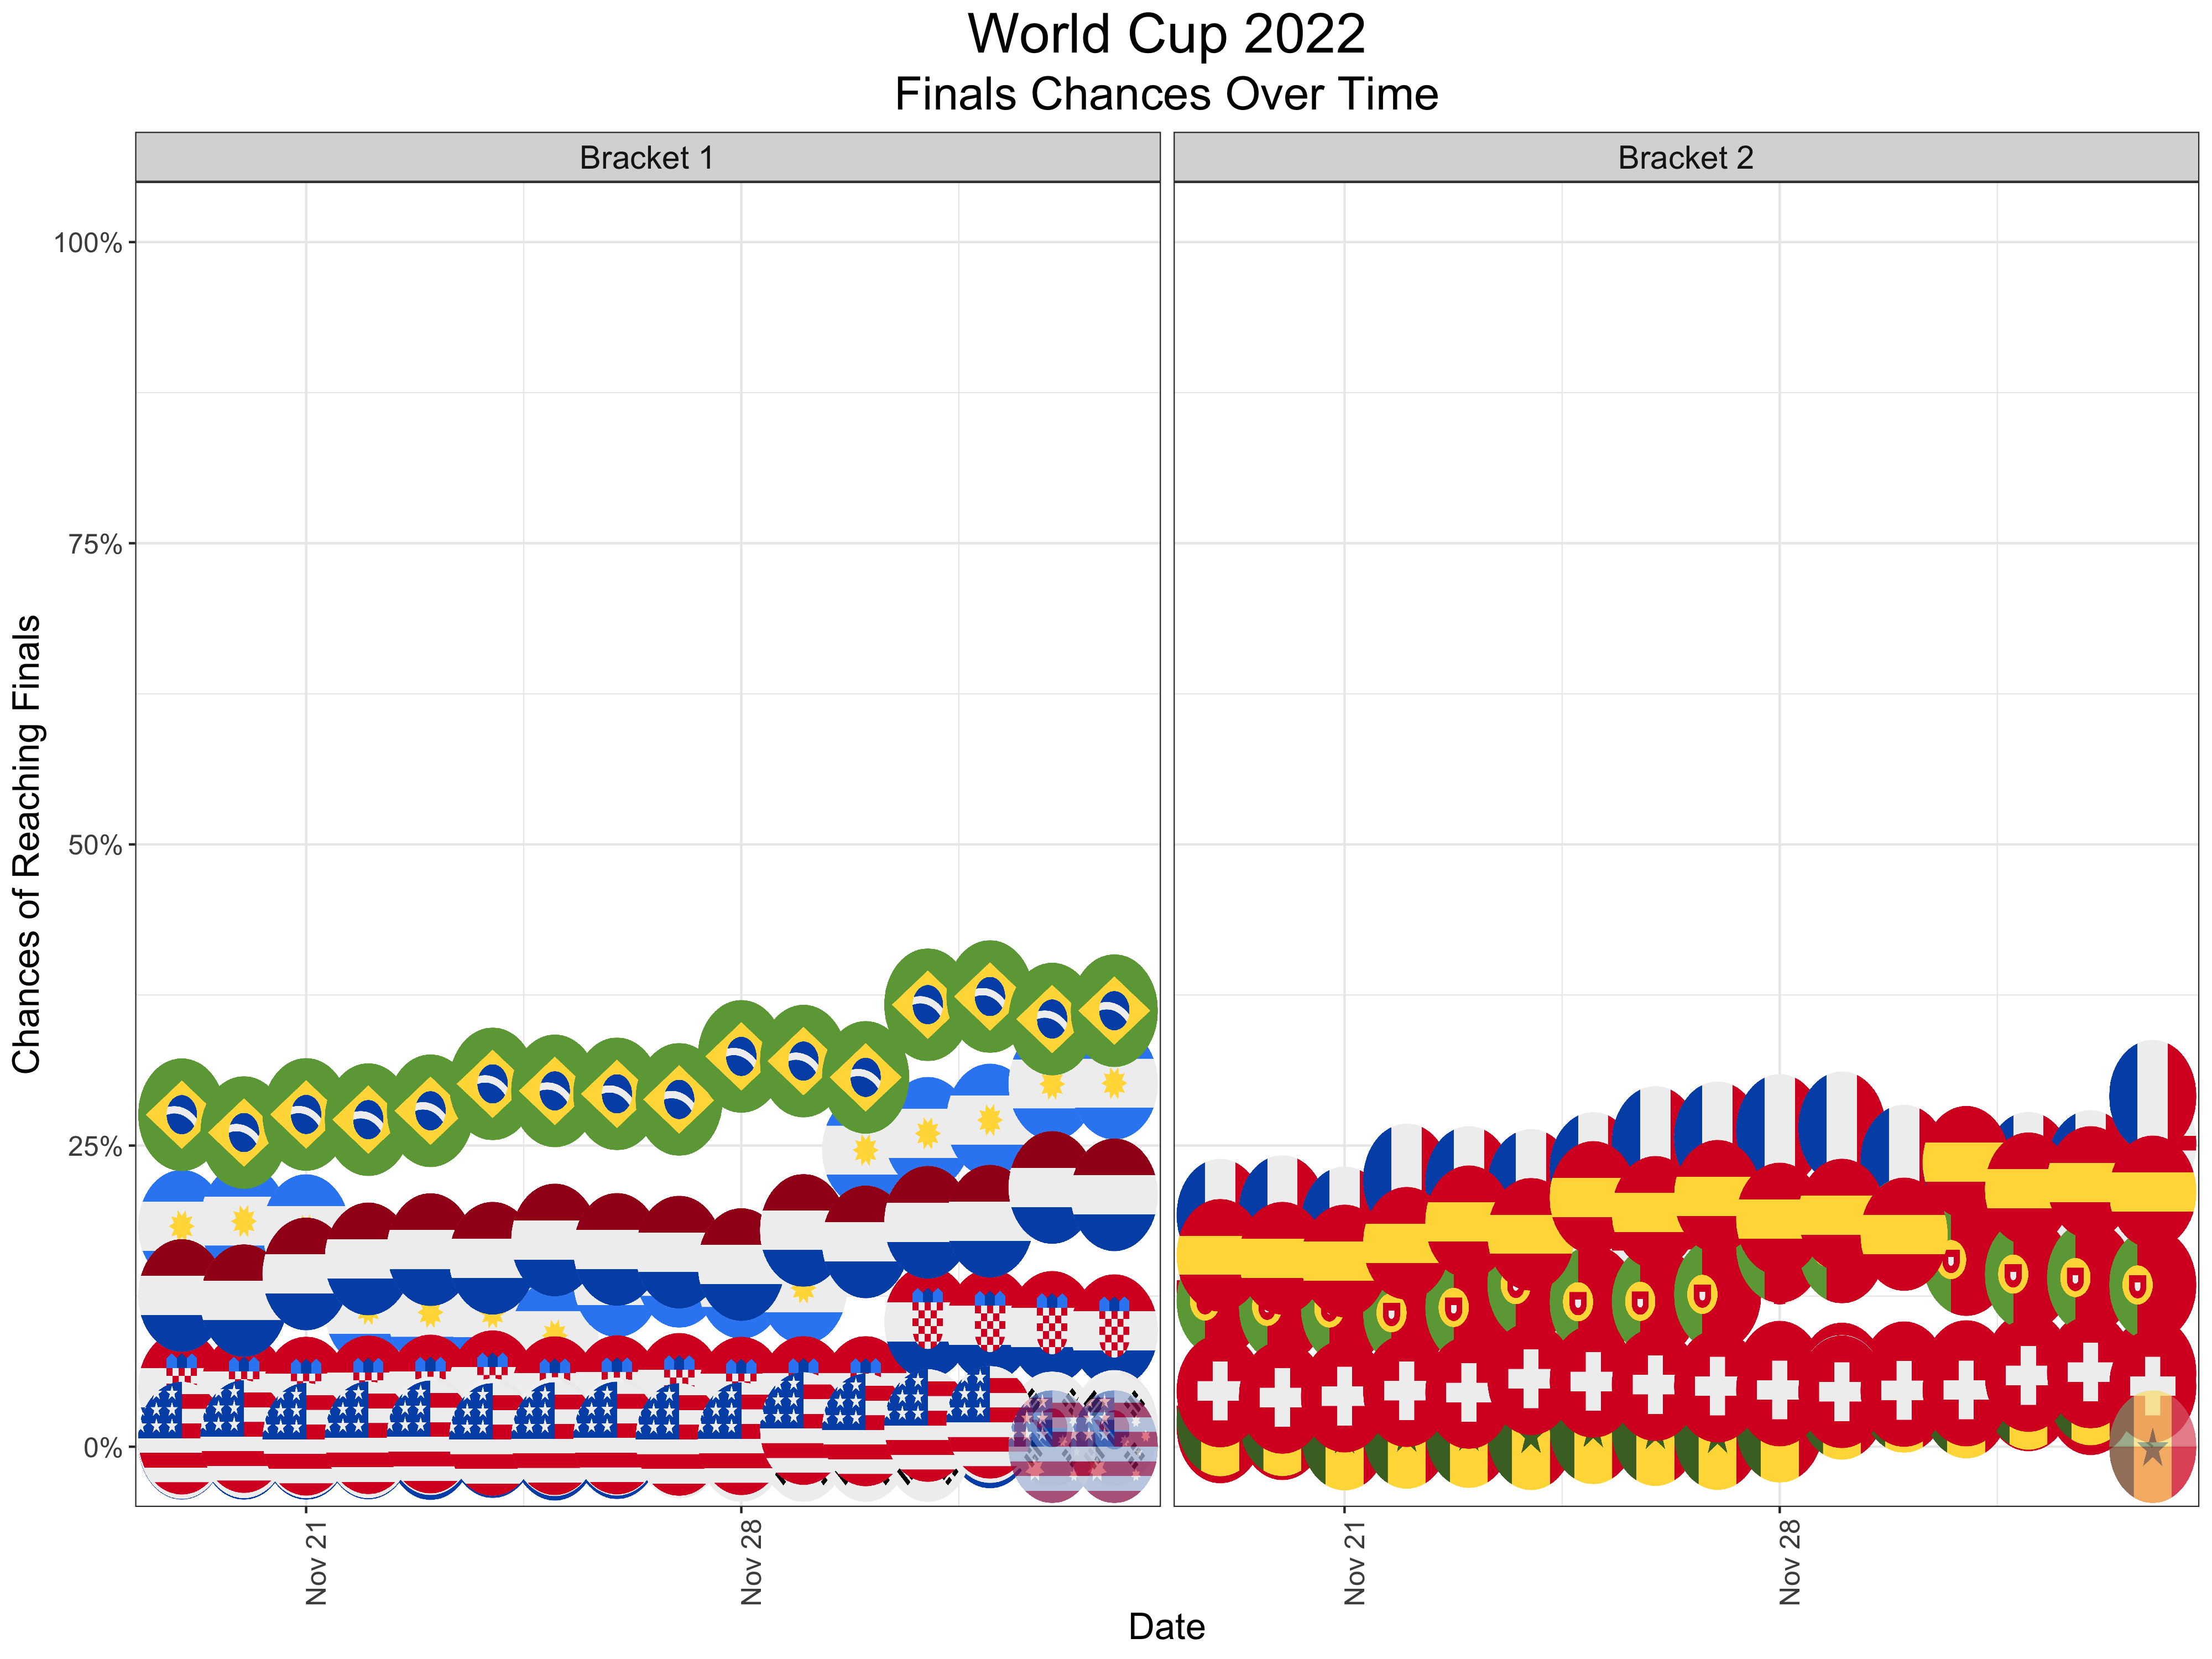 World Cup 2022
Finals Chances Over Time
Bracket 1
Bracket 2
Chances of Reaching Finals
100%
75%
50%
25%
0%
Nov 21
Nov 28
Nov 21
Nov 28
Date